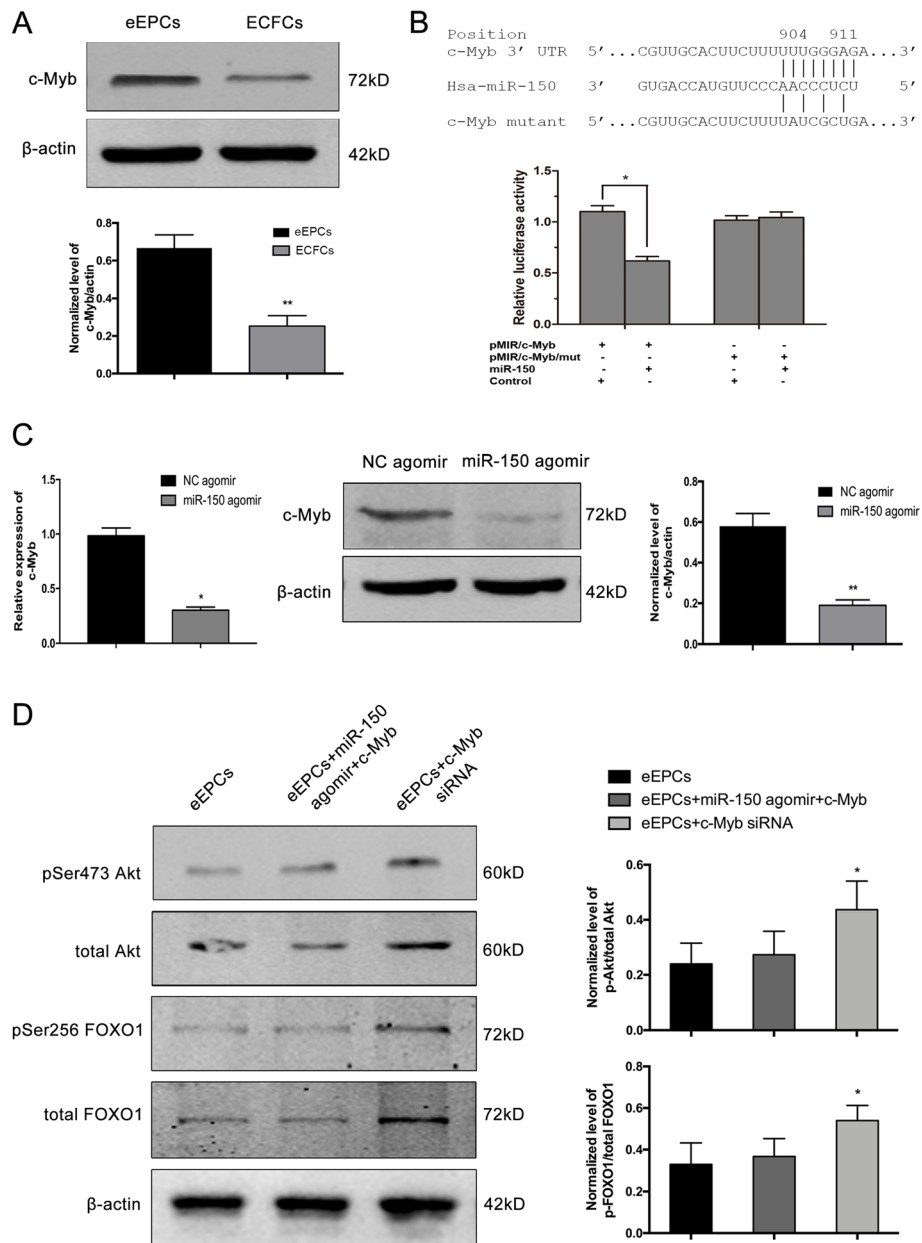 A
eEPCs ECFCs
c-Myb 72kD
β-actin 42kD
Normalized level of
c-Myb/actin
0.8
0.6
0.4
0.2
0.0
eEPCs
ECFCs
**
B
Position 904 911
c-Myb 3' UTR 5' ...CGUUGCACUUCUUUUUUGGGAGA...3'
Hsa-miR-150 3' GUGACCAUGUUCCCAACCCUCU 5'
c-Myb mutant 5' ...CGUUGCACUUCUUUUAUCGCUGA...3'
Relative luciferase activity
1.5
1.0
0.5
0.0
*
pMIR/c-Myb + + - -
pMIR/c-Myb/mut - - + +
miR-150 - + - +
Control + - + -
C
Relative expression of
c-Myb
1.5
1.0
0.5
0.0
NC agomir
miR-150 agomir
*
NC agomir miR-150 agomir
c-Myb 72kD
β-actin 42kD
Normalized level of
c-Myb/actin
0.8
0.6
0.4
0.2
0.0
NC agomir
miR-150 agomir
**
D
eEPCs
eEPCs+miR-150
agomir+c-Myb
eEPCs+c-Myb
siRNA
pSer473 Akt 60kD
total Akt 60kD
pSer256 FOXO1 72kD
total FOXO1 72kD
β-actin 42kD
eEPCs
eEPCs+miR-150 agomir+c-Myb
eEPCs+c-Myb siRNA
Normalized level of
p-Akt/total Akt
0.6
0.4
0.2
0.0
*
Normalized level of
p-FOXO1/total FOXO1
0.6
0.4
0.2
0.0
*